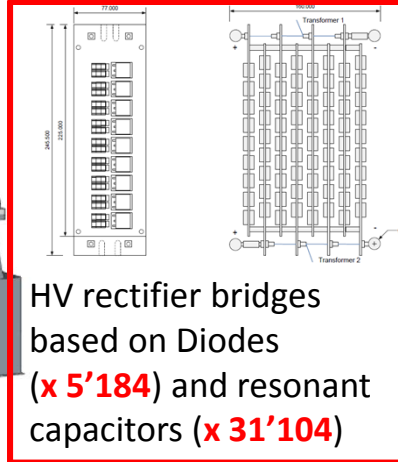 77.000
Transformer 1
+
-
245.500
225.000
+
-
Transformer 2
HV rectifier bridges
based on Diodes
(x 5’184) and resonant
capacitors (x 31’104)